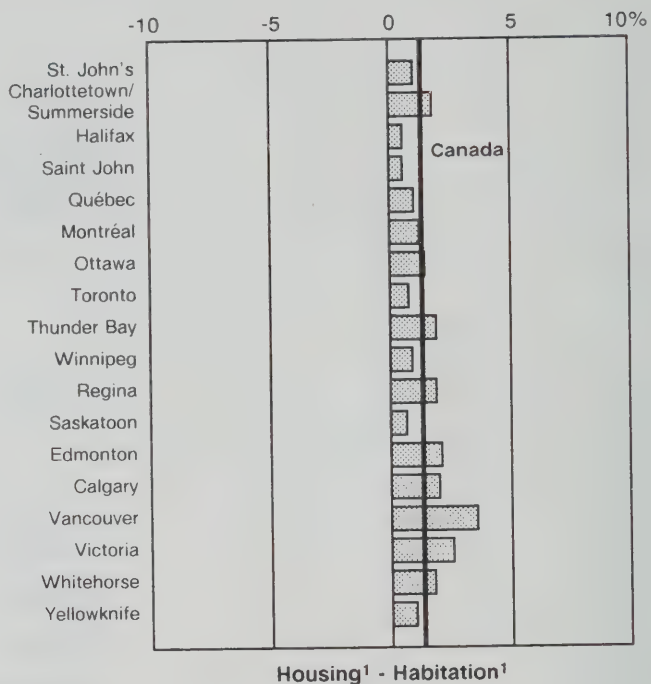 -10 -5 0 5 10%
St. John's
Charlottetown/
Summerside
Halifax
Canada
Saint John
Québec
Montréal
Ottawa
Toronto
Thunder Bay
Winnipeg
Regina
Saskatoon
Edmonton
Calgary
Vancouver
Victoria
Whitehorse
Yellowknife
Housing¹ - Habitation¹